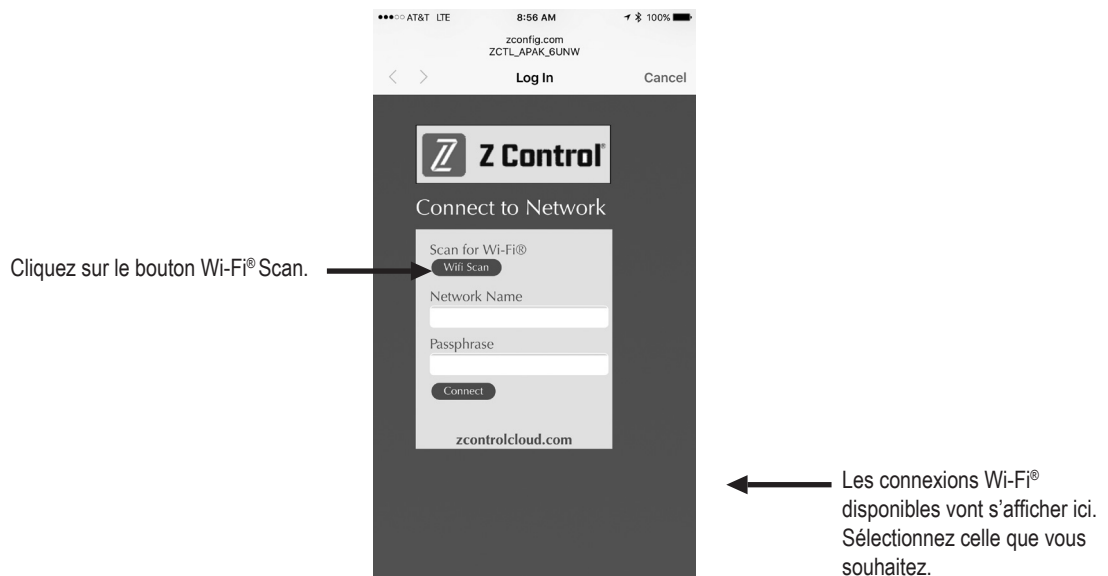 AT&T LTE 8:56 AM 100%
zconfig.com
ZCTL_APAK_6UNW
Log In Cancel
Z Control®
Connect to Network
Scan for Wi-Fi®
Wifi Scan
Cliquez sur le bouton Wi-Fi® Scan.
Network Name
Passphrase
Connect
zcontrolcloud.com
Les connexions Wi-Fi®
disponibles vont s’afficher ici.
Sélectionnez celle que vous
souhaitez.